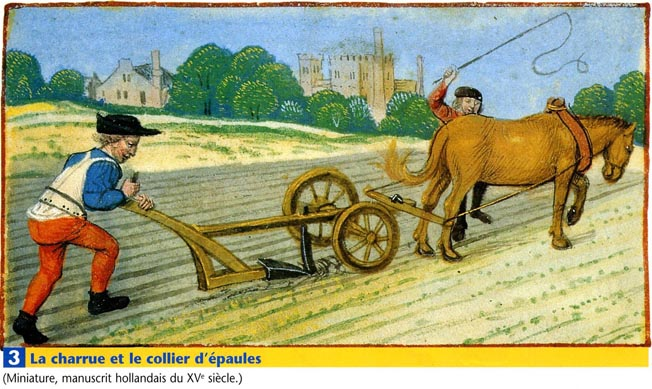 3 La charrue et le collier d'épaules
(Miniature, manuscrit hollandais du XVe siècle.)